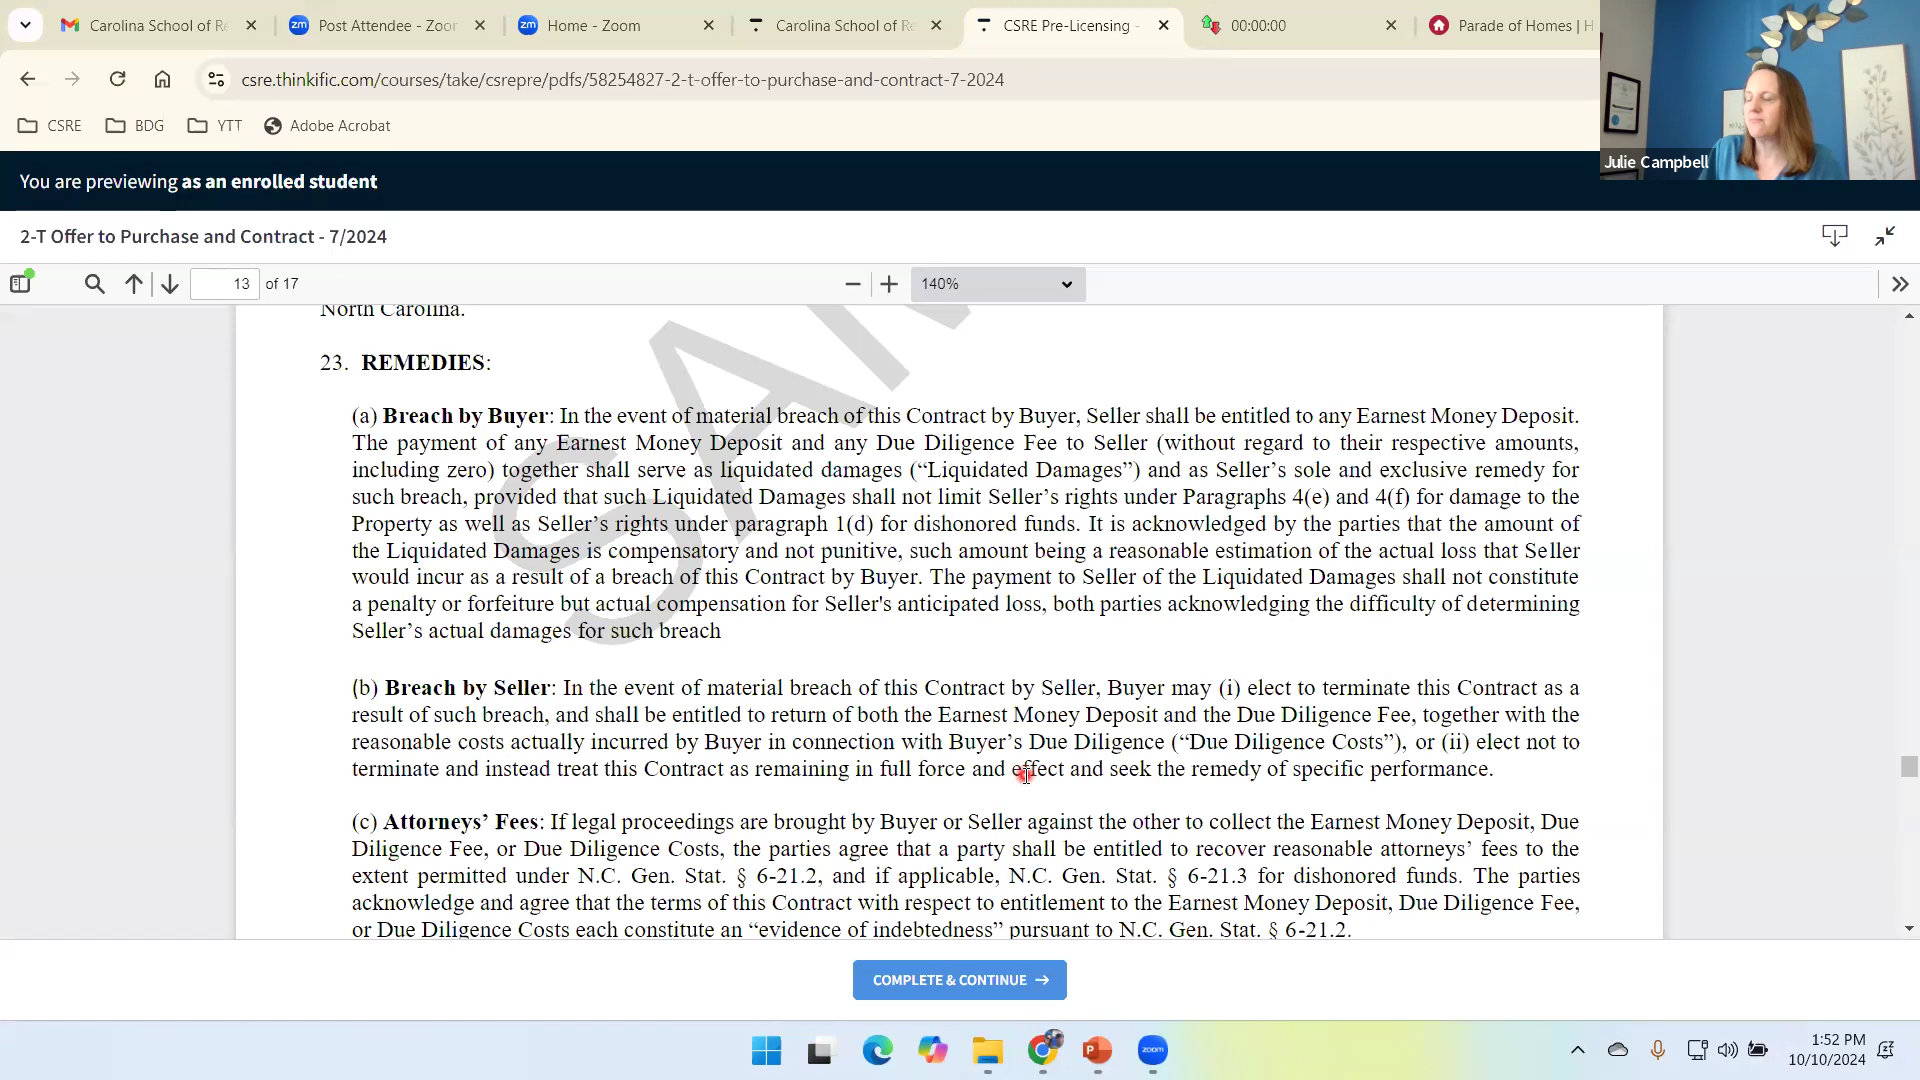 Carolina School of Re
Post Attendee - Zoom
Home - Zoom
Carolina School of Re
CSRE Pre-Licensing -
00:00:00
Parade of Homes | H
csre.thinkific.com/courses/take/csrepre/pdfs/58254827-2-t-offer-to-purchase-and-contract-7-2024
CSRE
BDG
YTT
Adobe Acrobat
Julie Campbell
You are previewing as an enrolled student
2-T Offer to Purchase and Contract - 7/2024
13 of 17
140%
North Carolina.
23. REMEDIES:
(a) Breach by Buyer: In the event of material breach of this Contract by Buyer, Seller shall be entitled to any Earnest Money Deposit.
The payment of any Earnest Money Deposit and any Due Diligence Fee to Seller (without regard to their respective amounts,
including zero) together shall serve as liquidated damages (“Liquidated Damages”) and as Seller’s sole and exclusive remedy for
such breach, provided that such Liquidated Damages shall not limit Seller’s rights under Paragraphs 4(e) and 4(f) for damage to the
Property as well as Seller’s rights under paragraph 1(d) for dishonored funds. It is acknowledged by the parties that the amount of
the Liquidated Damages is compensatory and not punitive, such amount being a reasonable estimation of the actual loss that Seller
would incur as a result of a breach of this Contract by Buyer. The payment to Seller of the Liquidated Damages shall not constitute
a penalty or forfeiture but actual compensation for Seller's anticipated loss, both parties acknowledging the difficulty of determining
Seller’s actual damages for such breach
(b) Breach by Seller: In the event of material breach of this Contract by Seller, Buyer may (i) elect to terminate this Contract as a
result of such breach, and shall be entitled to return of both the Earnest Money Deposit and the Due Diligence Fee, together with the
reasonable costs actually incurred by Buyer in connection with Buyer’s Due Diligence (“Due Diligence Costs”), or (ii) elect not to
terminate and instead treat this Contract as remaining in full force and effect and seek the remedy of specific performance.
(c) Attorneys’ Fees: If legal proceedings are brought by Buyer or Seller against the other to collect the Earnest Money Deposit, Due
Diligence Fee, or Due Diligence Costs, the parties agree that a party shall be entitled to recover reasonable attorneys’ fees to the
extent permitted under N.C. Gen. Stat. § 6-21.2, and if applicable, N.C. Gen. Stat. § 6-21.3 for dishonored funds. The parties
acknowledge and agree that the terms of this Contract with respect to entitlement to the Earnest Money Deposit, Due Diligence Fee,
or Due Diligence Costs each constitute an “evidence of indebtedness” pursuant to N.C. Gen. Stat. § 6-21.2.
COMPLETE & CONTINUE
zoom
1:52 PM
10/10/2024